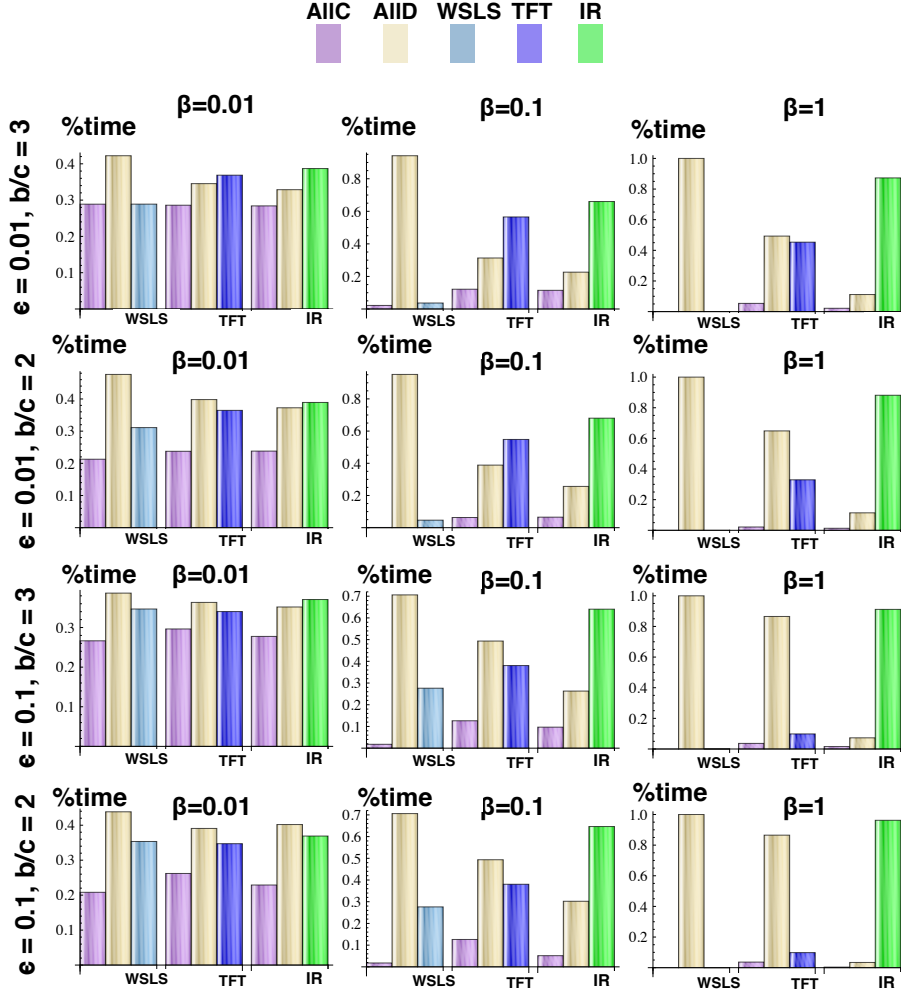 AllC AllD WSLS TFT IR
ϵ = 0.01, b/c = 3
%time β=0.01
0.4
0.3
0.2
0.1
WSLS TFT IR
%time β=0.1
0.8
0.6
0.4
0.2
WSLS TFT IR
%time β=1
1.0
0.8
0.6
0.4
0.2
WSLS TFT IR
ϵ = 0.01, b/c = 2
%time β=0.01
0.4
0.3
0.2
0.1
WSLS TFT IR
%time β=0.1
0.8
0.6
0.4
0.2
WSLS TFT IR
%time β=1
1.0
0.8
0.6
0.4
0.2
WSLS TFT IR
ϵ = 0.1, b/c = 3
%time β=0.01
0.3
0.2
0.1
WSLS TFT IR
%time β=0.1
0.7
0.6
0.5
0.4
0.3
0.2
0.1
WSLS TFT IR
%time β=1
1.0
0.8
0.6
0.4
0.2
WSLS TFT IR
ϵ = 0.1, b/c = 2
%time β=0.01
0.4
0.3
0.2
0.1
WSLS TFT IR
%time β=0.1
0.7
0.6
0.5
0.4
0.3
0.2
0.1
WSLS TFT IR
%time β=1
1.0
0.8
0.6
0.4
0.2
WSLS TFT IR